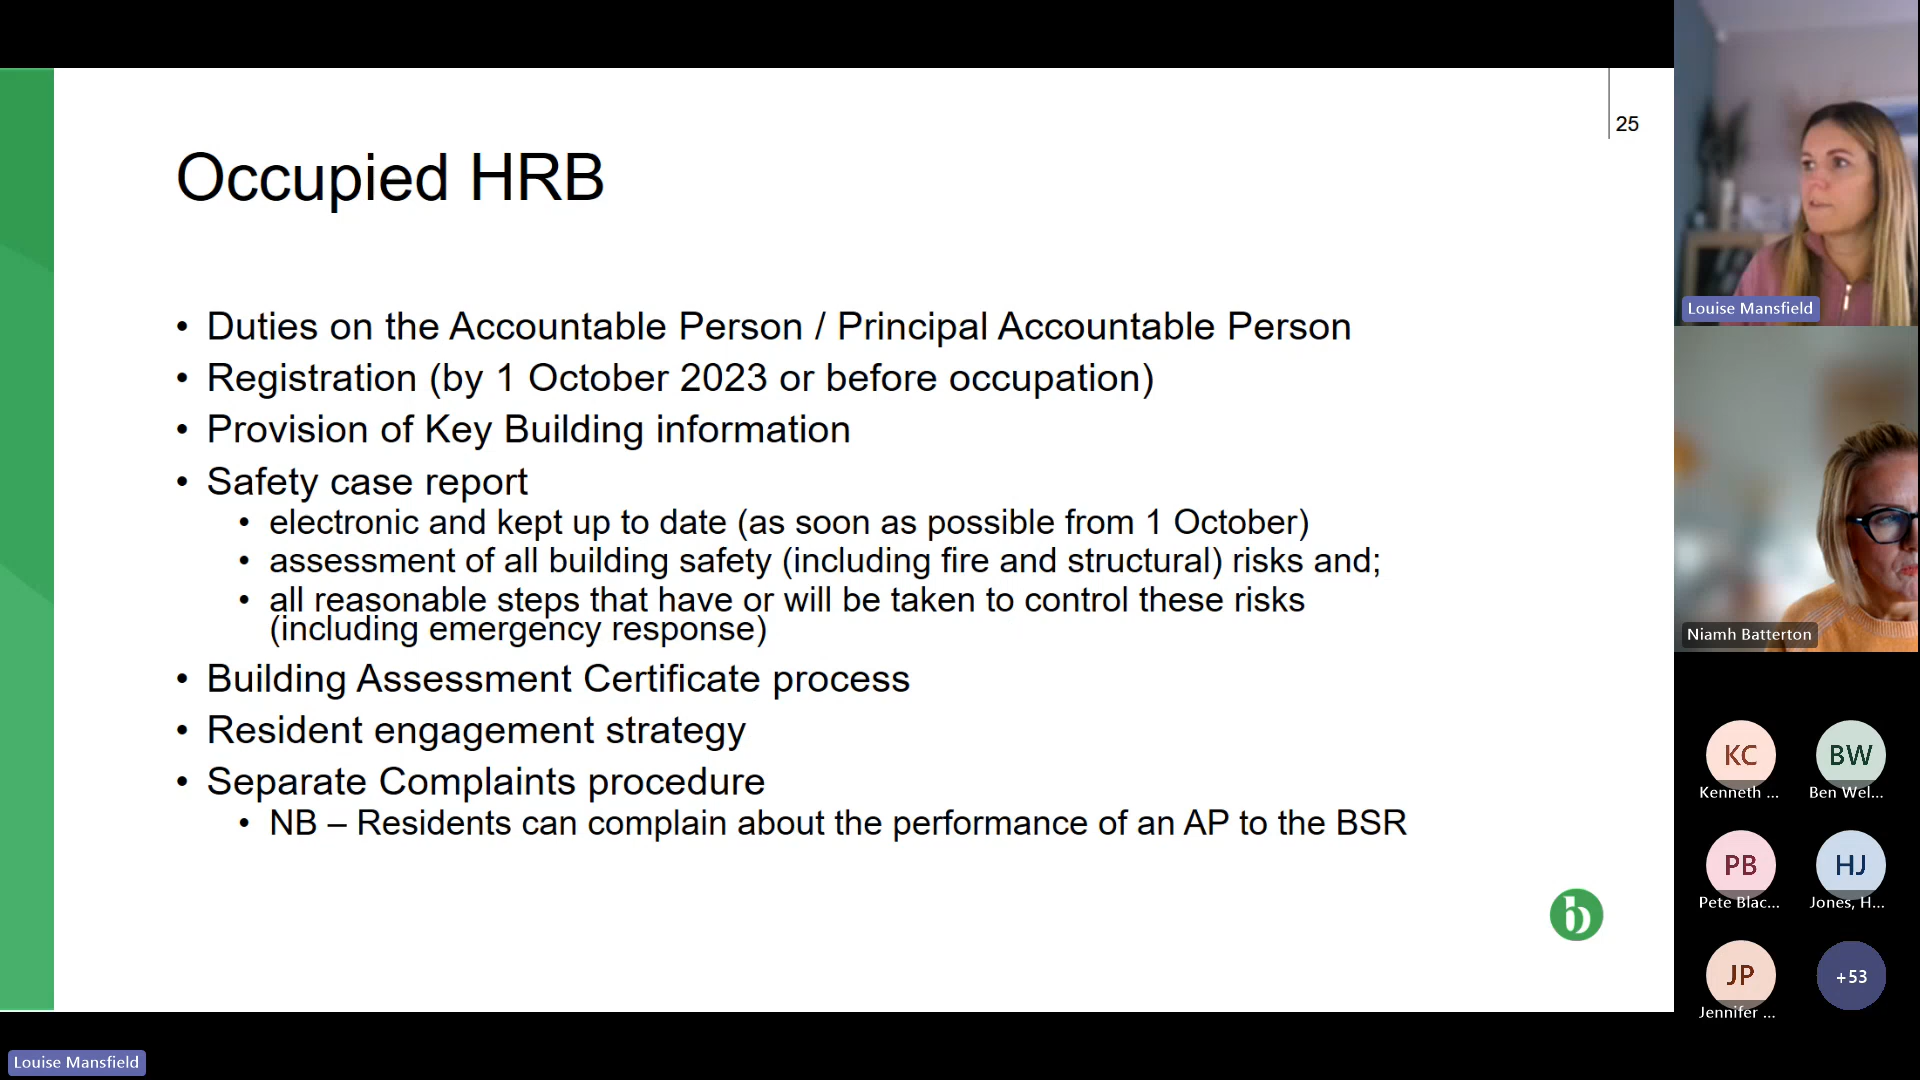 25
Occupied HRB
• Duties on the Accountable Person / Principal Accountable Person
• Registration (by 1 October 2023 or before occupation)
• Provision of Key Building information
• Safety case report
• electronic and kept up to date (as soon as possible from 1 October)
• assessment of all building safety (including fire and structural) risks and;
• all reasonable steps that have or will be taken to control these risks
(including emergency response)
• Building Assessment Certificate process
• Resident engagement strategy
• Separate Complaints procedure
• NB – Residents can complain about the performance of an AP to the BSR
b
Louise Mansfield
Louise Mansfield
Niamh Batterton
KC
Kenneth ...
BW
Ben Wel...
PB
Pete Blac...
HJ
Jones, H...
JP
Jennifer ...
+53